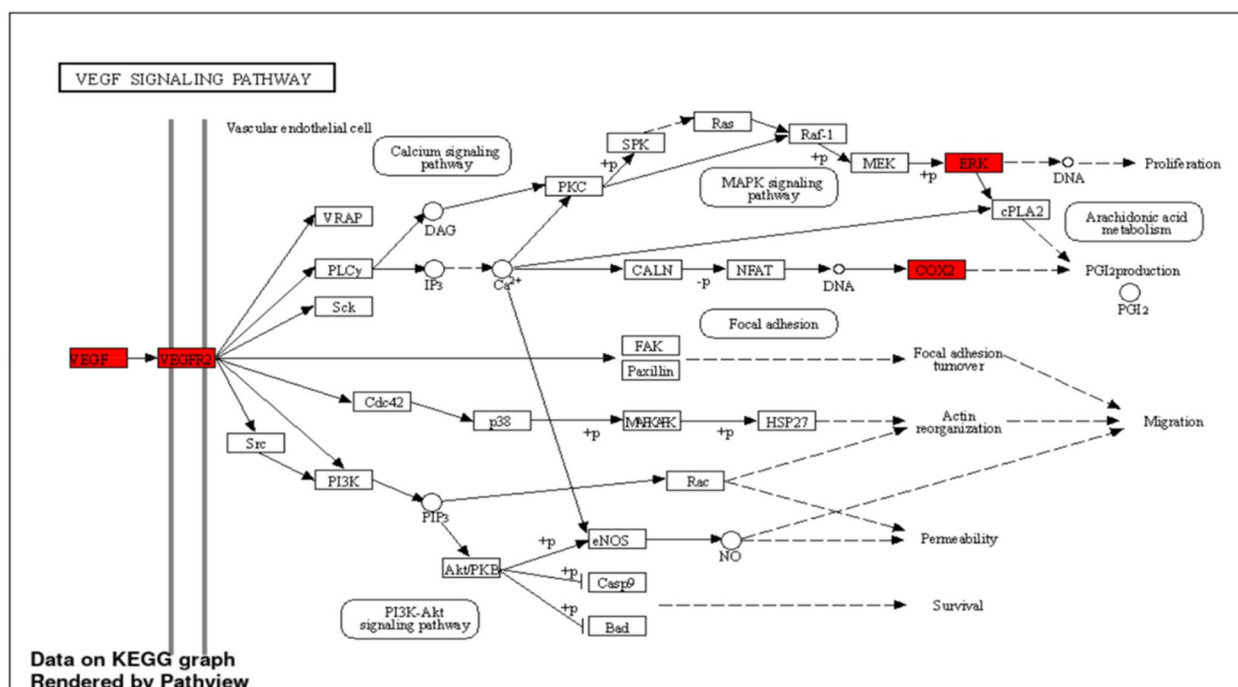 VEGF SIGNALING PATHWAY
Vascular endothelial cell
Calcium signaling
pathway
SPK
Ras
Raf-1
+p
+p
MEK
+p
ERK
DNA
Proliferation
PKC
MAPK signaling
pathway
cPLA2
Arachidonic acid
metabolism
VRAP
DAG
PLCγ
IP3
Ca2+
CALN
-p
NFAT
DNA
COX2
PGI2production
PGI2
Sck
Focal adhesion
VEGF
VEGFR2
FAK
Paxillin
Focal adhesion
turnover
Cdc42
p38
+p
+p
HSP27
Actin
reorganization
Migration
Src
PI3K
PIP3
Rac
+p
eNOS
NO
Permeability
Akt/PKB
+p
Casp9
+p
Bad
Survival
PI3K-Akt
signaling pathway
Data on KEGG graph
Rendered by Pathview